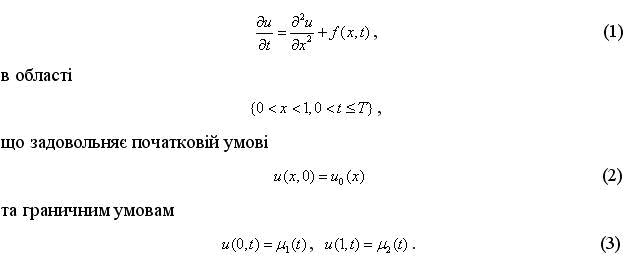 ∂u/∂t = ∂²u/∂x² + f(x,t), (1)
в області
{0 < x < 1, 0 < t ≤ T},
що задовольняє початковій умові
u(x,0) = u₀(x) (2)
та граничним умовам
u(0,t) = μ₁(t), u(1,t) = μ₂(t). (3)